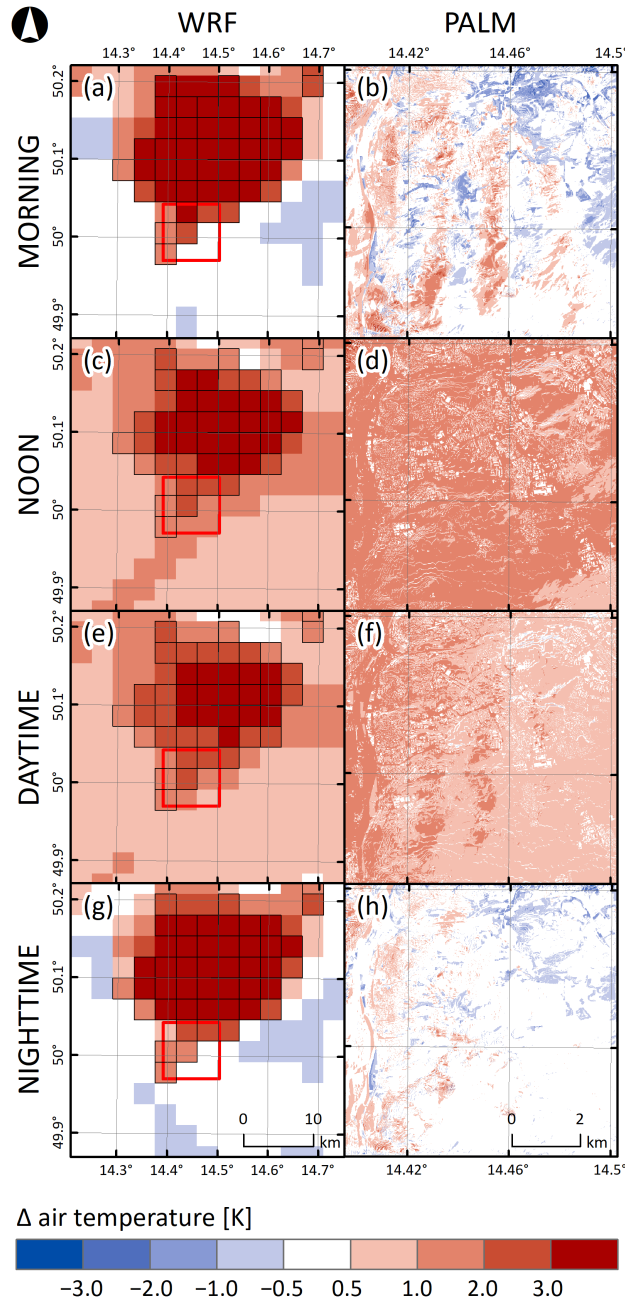 WRF PALM
14.3° 14.4° 14.5° 14.6° 14.7° 14.42° 14.46° 14.5°
MORNING
50.2°
50.1°
50°
49.9°
(a) (b)
NOON
50.2°
50.1°
50°
49.9°
(c) (d)
DAYTIME
50.2°
50.1°
50°
49.9°
(e) (f)
NIGHTTIME
50.2°
50.1°
50°
49.9°
(g) (h)
0 10 km
0 2 km
14.3° 14.4° 14.5° 14.6° 14.7° 14.42° 14.46° 14.5°
Δ air temperature [K]
−3.0 −2.0 −1.0 −0.5 0.5 1.0 2.0 3.0